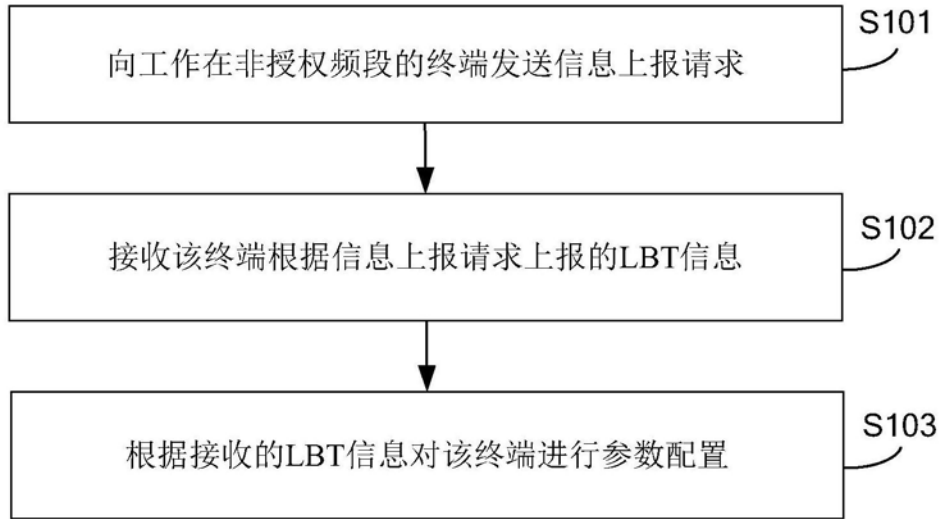 S101
向工作在非授权频段的终端发送信息上报请求
S102
接收该终端根据信息上报请求上报的LBT信息
S103
根据接收的LBT信息对该终端进行参数配置